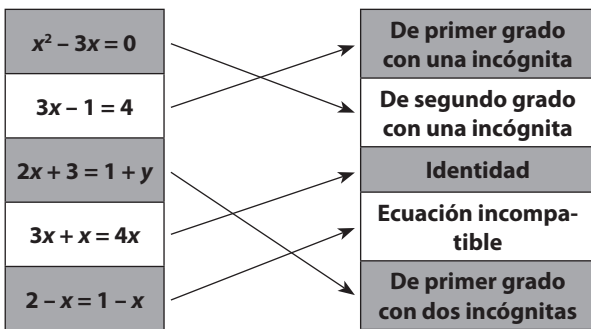 x² – 3x = 0
3x – 1 = 4
2x + 3 = 1 + y
3x + x = 4x
2 – x = 1 – x
De primer grado
con una incógnita
De segundo grado
con una incógnita
Identidad
Ecuación incompa-
tible
De primer grado
con dos incógnitas